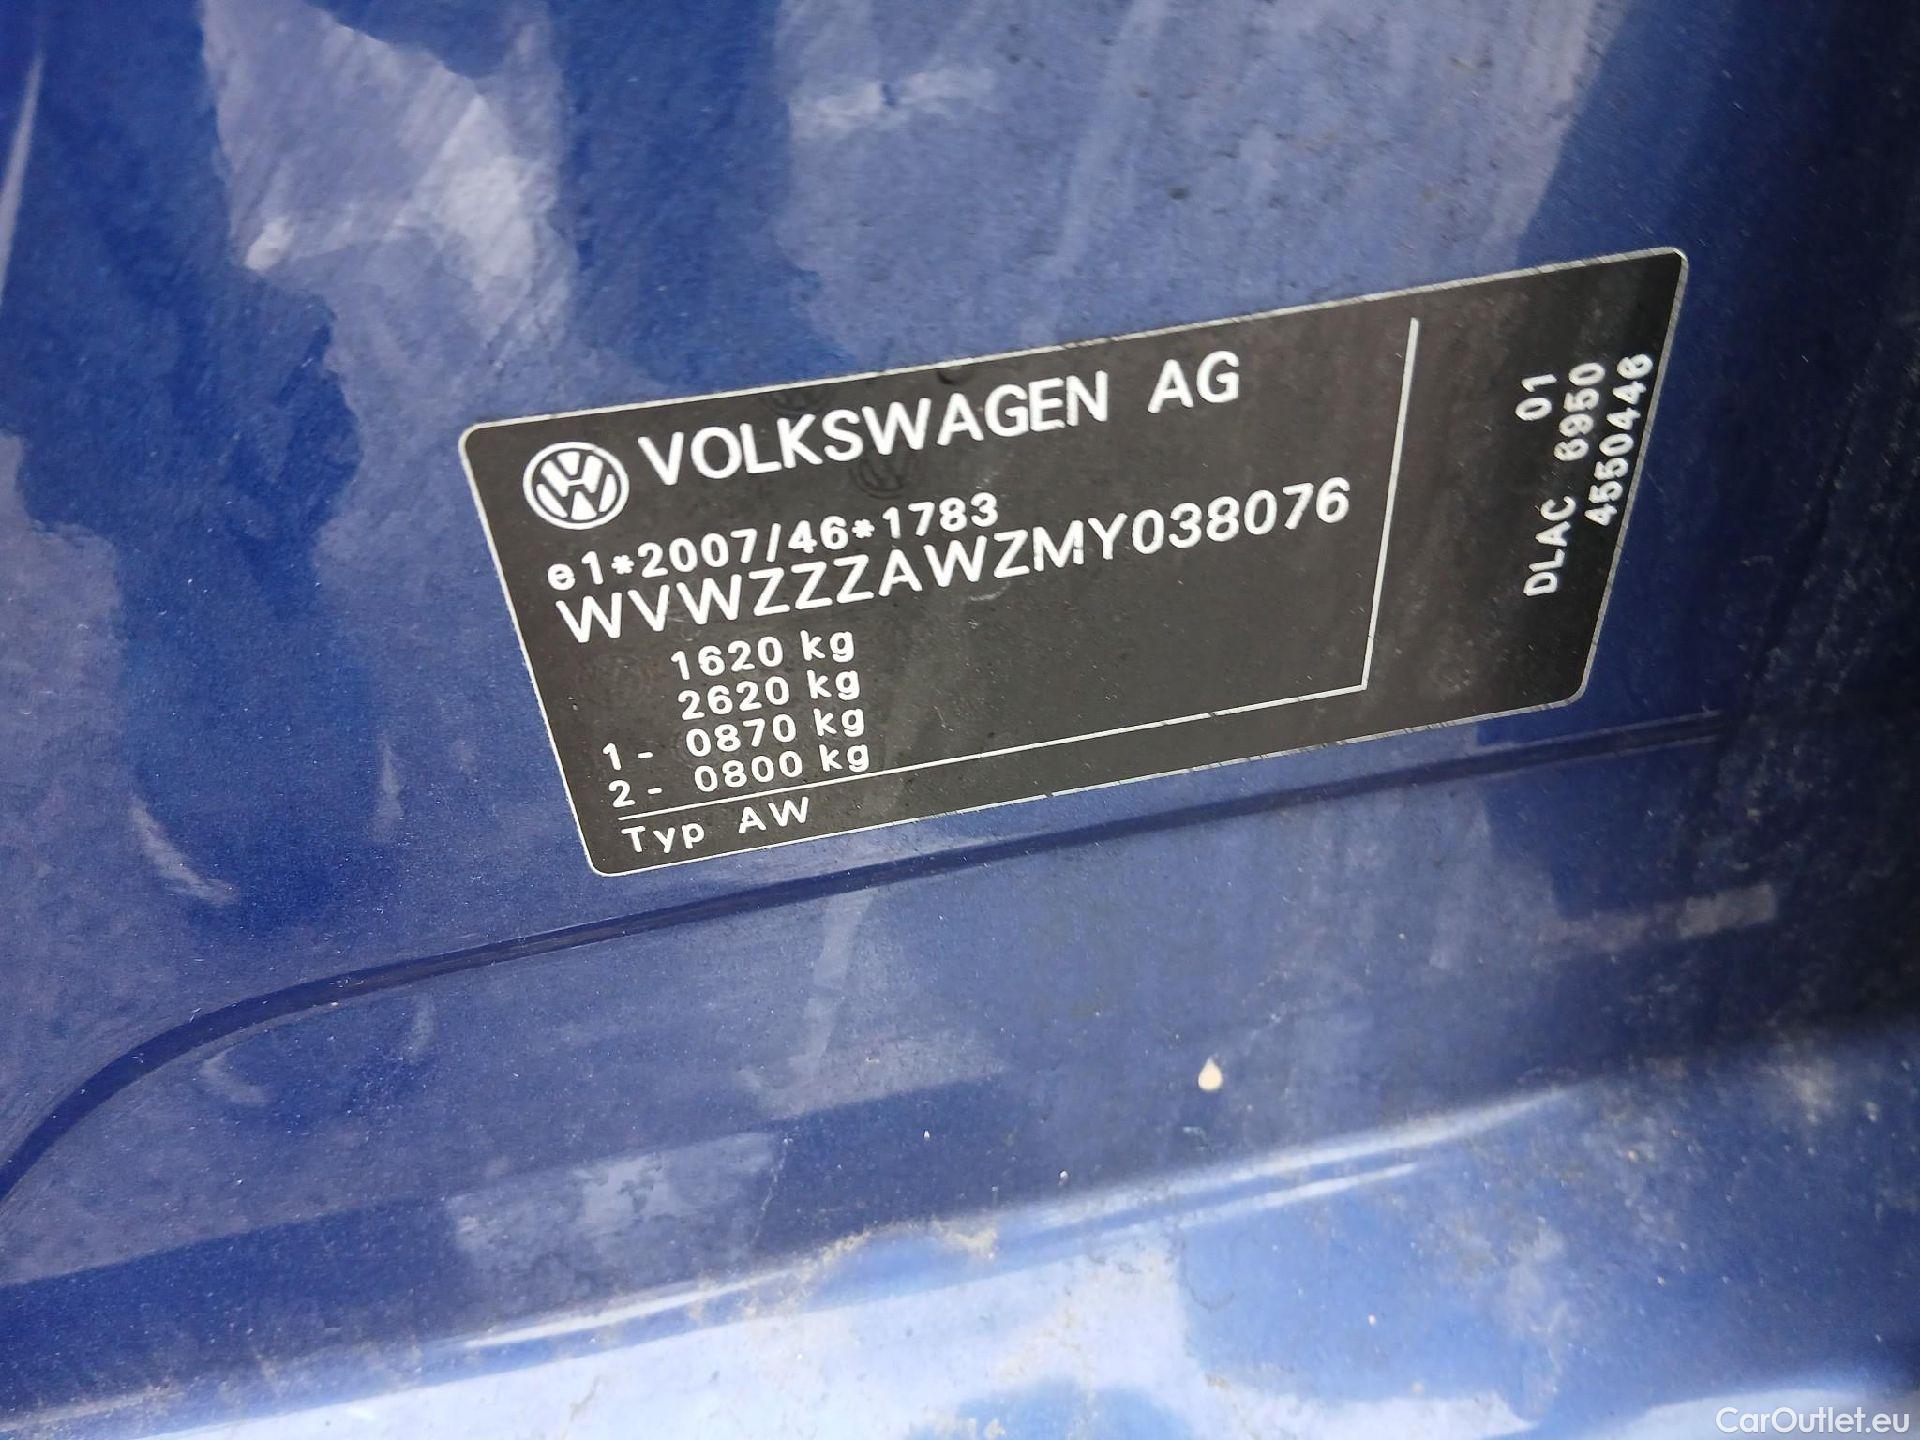 VOLKSWAGEN AG
e1*2007/46*1783
WVWZZZAWZMY038076
1620 kg
2620 kg
1- 0870 kg
2- 0800 kg
Typ AW
01
DLAC 6950
4550446
CarOutlet.eu